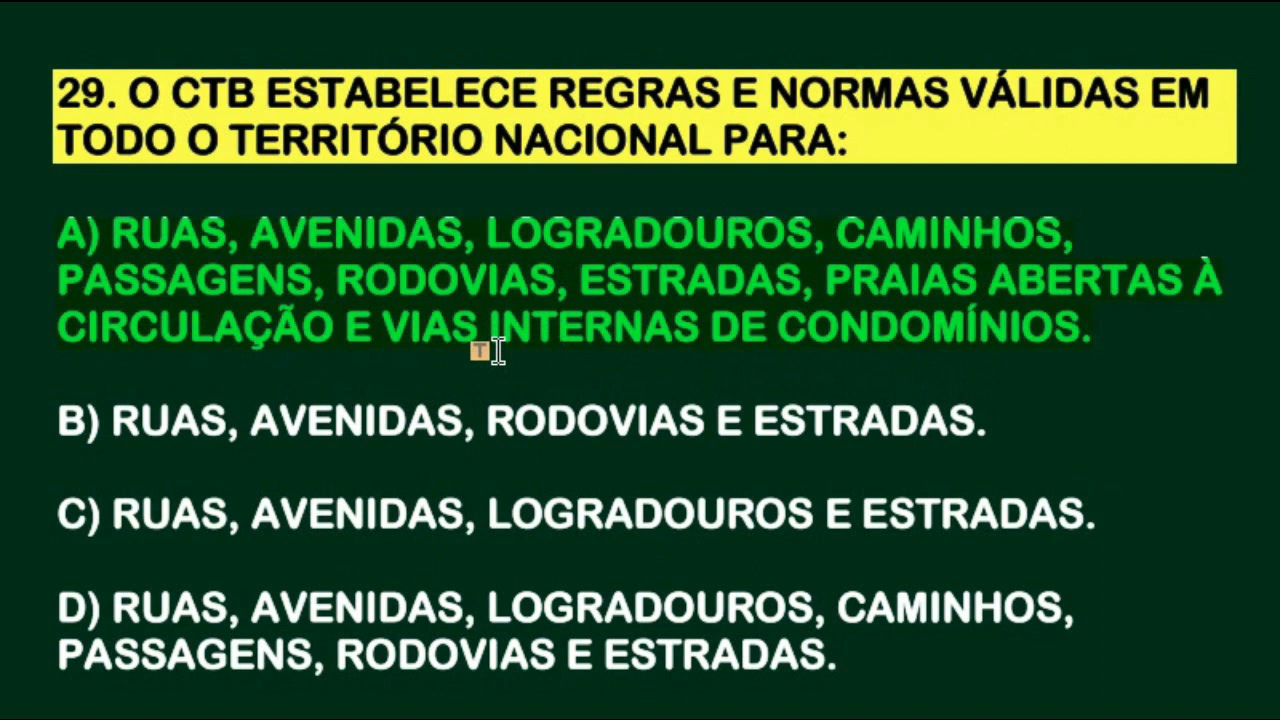 29. O CTB ESTABELECE REGRAS E NORMAS VÁLIDAS EM
TODO O TERRITÓRIO NACIONAL PARA:
A) RUAS, AVENIDAS, LOGRADOUROS, CAMINHOS,
PASSAGENS, RODOVIAS, ESTRADAS, PRAIAS ABERTAS À
CIRCULAÇÃO E VIAS INTERNAS DE CONDOMÍNIOS.
T
B) RUAS, AVENIDAS, RODOVIAS E ESTRADAS.
C) RUAS, AVENIDAS, LOGRADOUROS E ESTRADAS.
D) RUAS, AVENIDAS, LOGRADOUROS, CAMINHOS,
PASSAGENS, RODOVIAS E ESTRADAS.